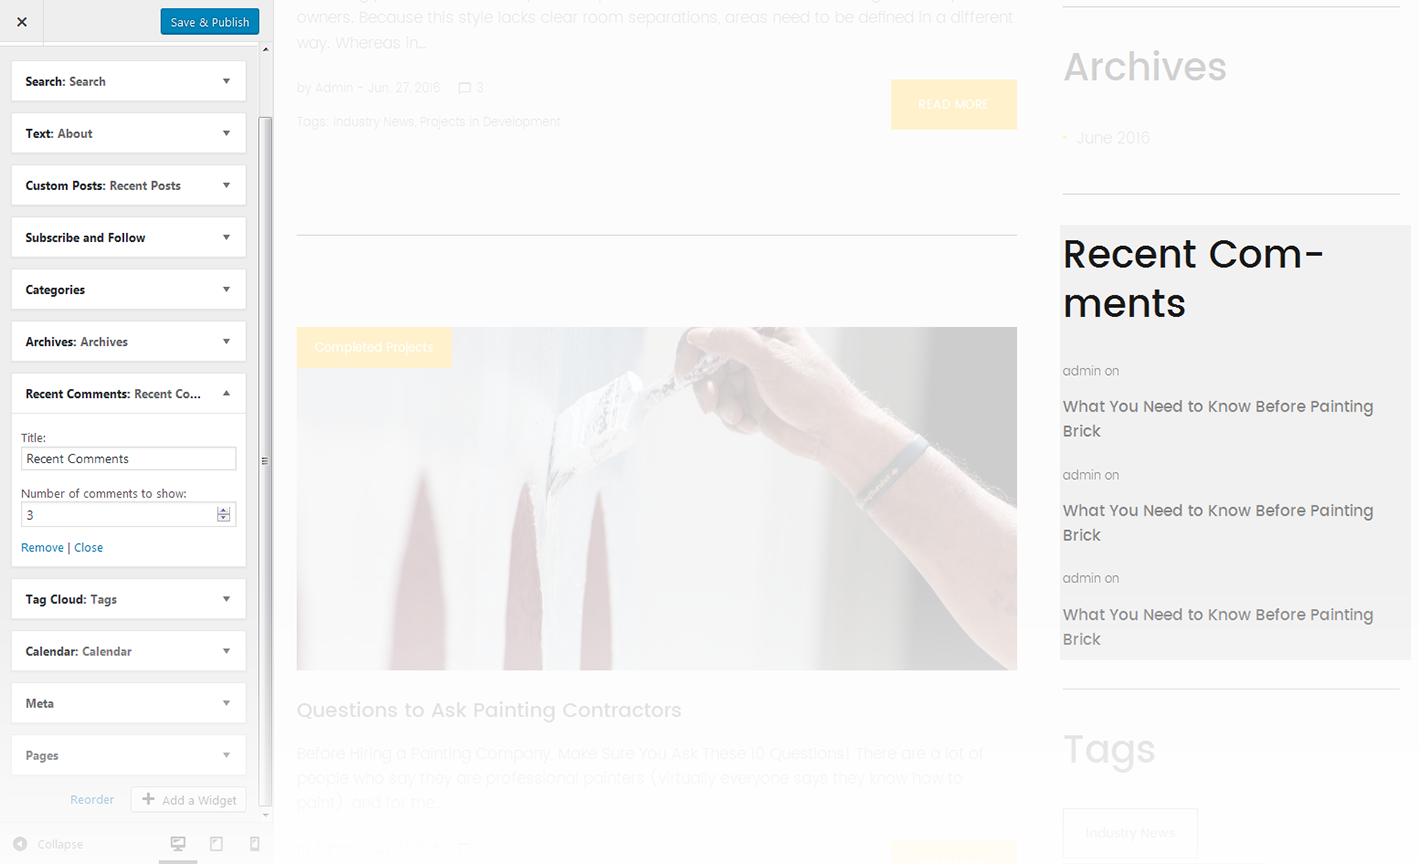 Save & Publish
Search: Search
Text: About
Custom Posts: Recent Posts
Subscribe and Follow
Categories
Archives: Archives
Recent Comments: Recent Co...
Title:
Recent Comments
Number of comments to show:
3
Remove | Close
Tag Cloud: Tags
Calendar: Calendar
Meta
Pages
Reorder
Add a Widget
Collapse
owners. Because this style lacks clear room separations, areas need to be defined in a different
way. Whereas in...
by Admin - Jun, 27, 2016 3
READ MORE
Tags: Industry News, Projects in Development
Completed Projects
Questions to Ask Painting Contractors
Before Hiring a Painting Company, Make Sure You Ask These 10 Questions! There are a lot of
people who say they are professional painters (virtually everyone says they know how to
paint), and for me...
Archives
June 2016
Recent Com-
ments
admin on
What You Need to Know Before Painting
Brick
admin on
What You Need to Know Before Painting
Brick
admin on
What You Need to Know Before Painting
Brick
Tags
Industry News